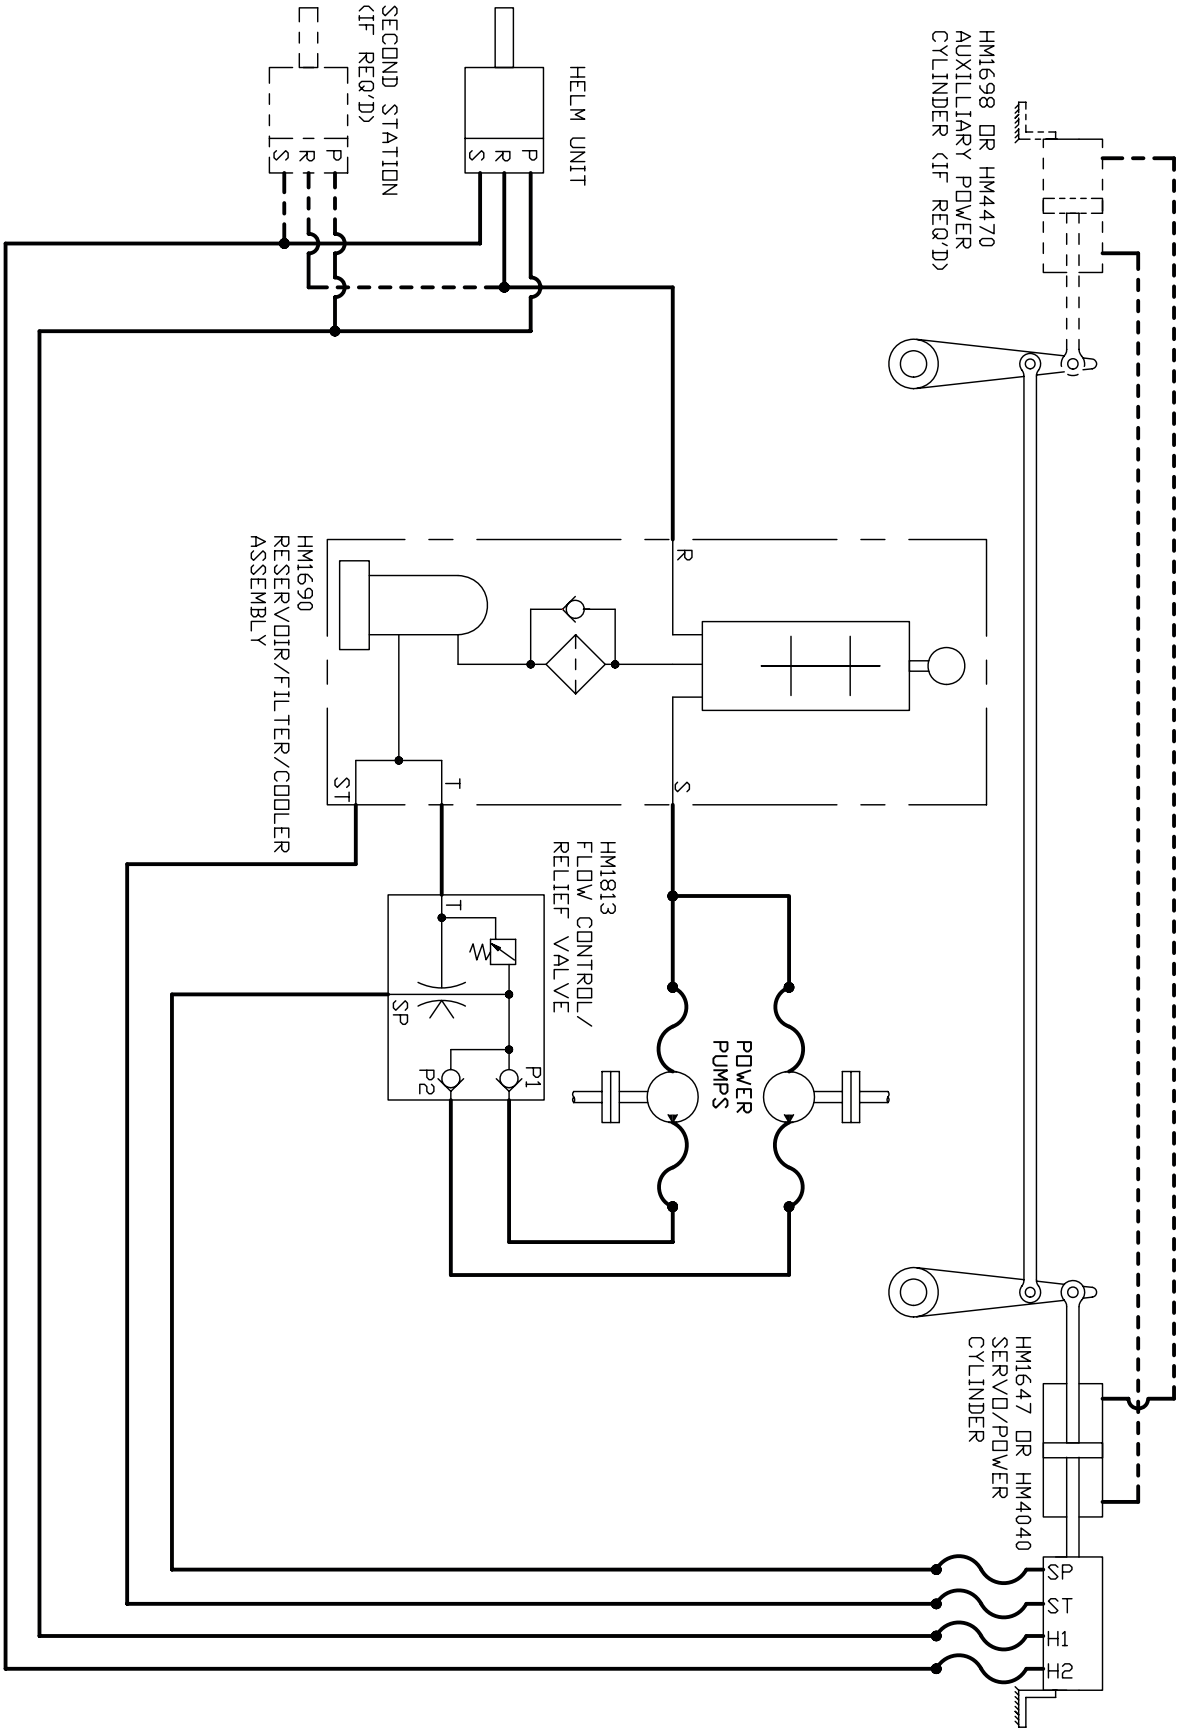 HM1698 OR HM4470
AUXILLIARY POWER
CYLINDER (IF REQ'D)
HM1647 OR HM4040
SERVO/POWER
CYLINDER
SP
ST
H1
H2
HELM UNIT
P
R
S
SECOND STATION
(IF REQ'D)
P
R
S
R
S
T
ST
HM1690
RESERVOIR/FILTER/COOLER
ASSEMBLY
POWER
PUMPS
HM1813
FLOW CONTROL/
RELIEF VALVE
T
SP
P1
P2